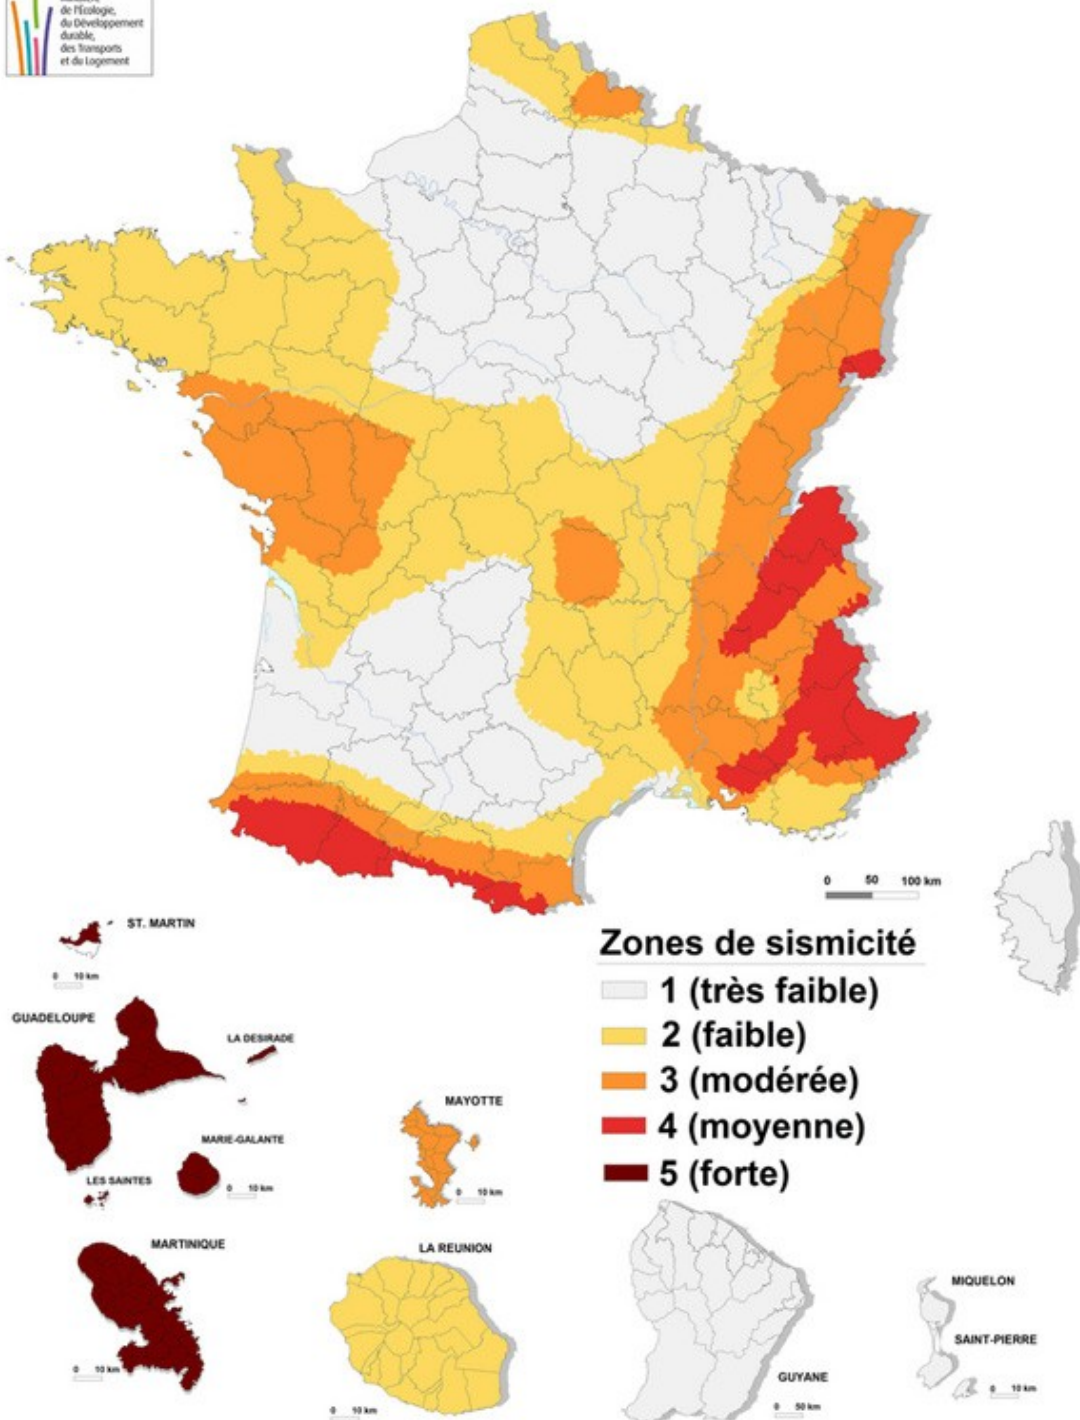 de l'Écologie,
du Développement
durable,
des Transports
et du Logement
0 50 100 km
ST. MARTIN
0 10 km
Zones de sismicité
1 (très faible)
2 (faible)
3 (modérée)
4 (moyenne)
5 (forte)
GUADELOUPE
LA DESIRADE
MARIE-GALANTE
0 10 km
LES SAINTES
MAYOTTE
0 10 km
MARTINIQUE
0 10 km
LA REUNION
0 10 km
GUYANE
0 50 km
MIQUELON
SAINT-PIERRE
0 10 km